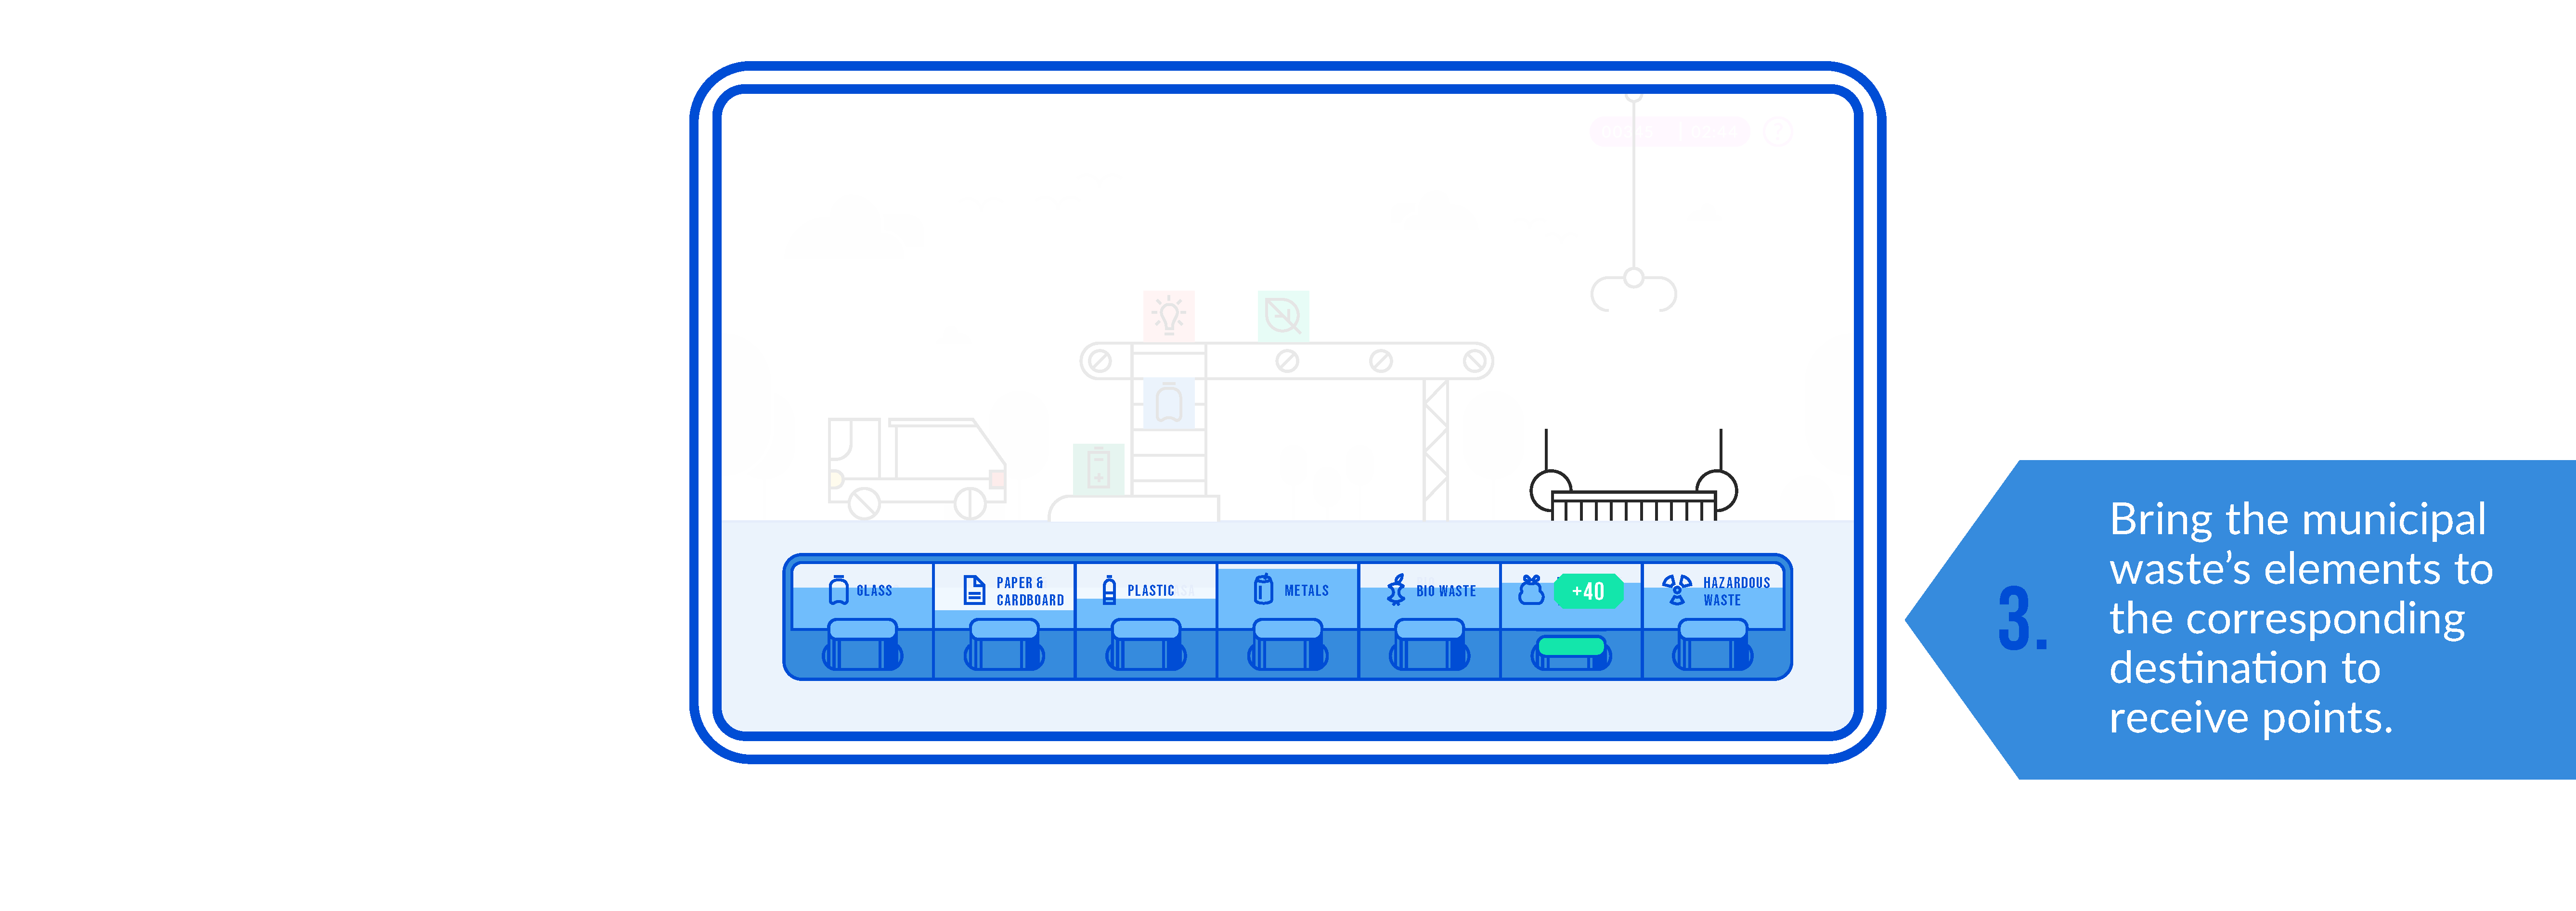 GLASS
PAPER &
CARDBOARD
PLASTIC
METALS
BIO WASTE
+40
HAZARDOUS
WASTE
3.
Bring the municipal
waste’s elements to
the corresponding
destination to
receive points.